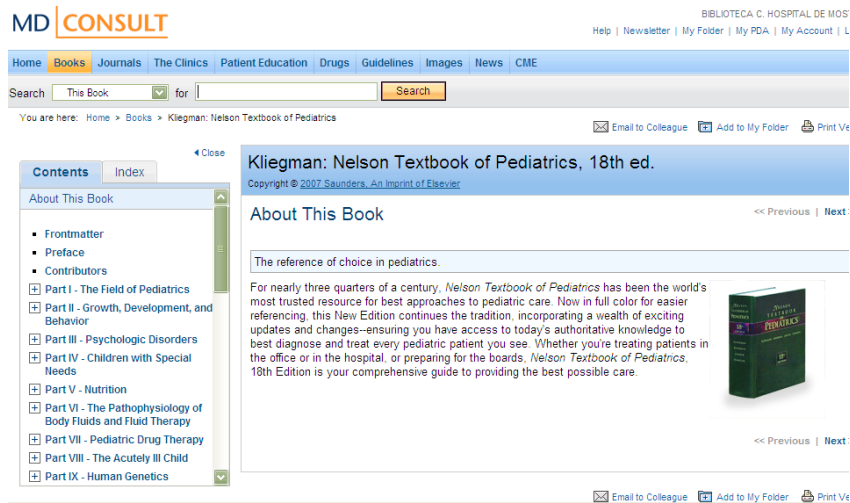 MD CONSULT
BIBLIOTECA C. HOSPITAL DE MOS
Help | Newsletter | My Folder | My PDA | My Account | L
Home Books Journals The Clinics Patient Education Drugs Guidelines Images News CME
Search This Book for Search
You are here: Home > Books > Kliegman: Nelson Textbook of Pediatrics
Email to Colleague Add to My Folder Print Ve
Close
Contents Index
About This Book
Frontmatter
Preface
Contributors
Part I - The Field of Pediatrics
Part II - Growth, Development, and
Behavior
Part III - Psychologic Disorders
Part IV - Children with Special
Needs
Part V - Nutrition
Part VI - The Pathophysiology of
Body Fluids and Fluid Therapy
Part VII - Pediatric Drug Therapy
Part VIII - The Acutely Ill Child
Part IX - Human Genetics
Kliegman: Nelson Textbook of Pediatrics, 18th ed.
Copyright © 2007 Saunders, An Imprint of Elsevier
About This Book
<< Previous | Next
The reference of choice in pediatrics.
For nearly three quarters of a century, Nelson Textbook of Pediatrics has been the world's
most trusted resource for best approaches to pediatric care. Now in full color for easier
referencing, this New Edition continues the tradition, incorporating a wealth of exciting
updates and changes--ensuring you have access to today's authoritative knowledge to
best diagnose and treat every pediatric patient you see. Whether you're treating patients in
the office or in the hospital, or preparing for the boards, Nelson Textbook of Pediatrics,
18th Edition is your comprehensive guide to providing the best possible care.
NELSON
TEXTBOOK
OF
PEDIATRICS
<< Previous | Next
Email to Colleague Add to My Folder Print Ve